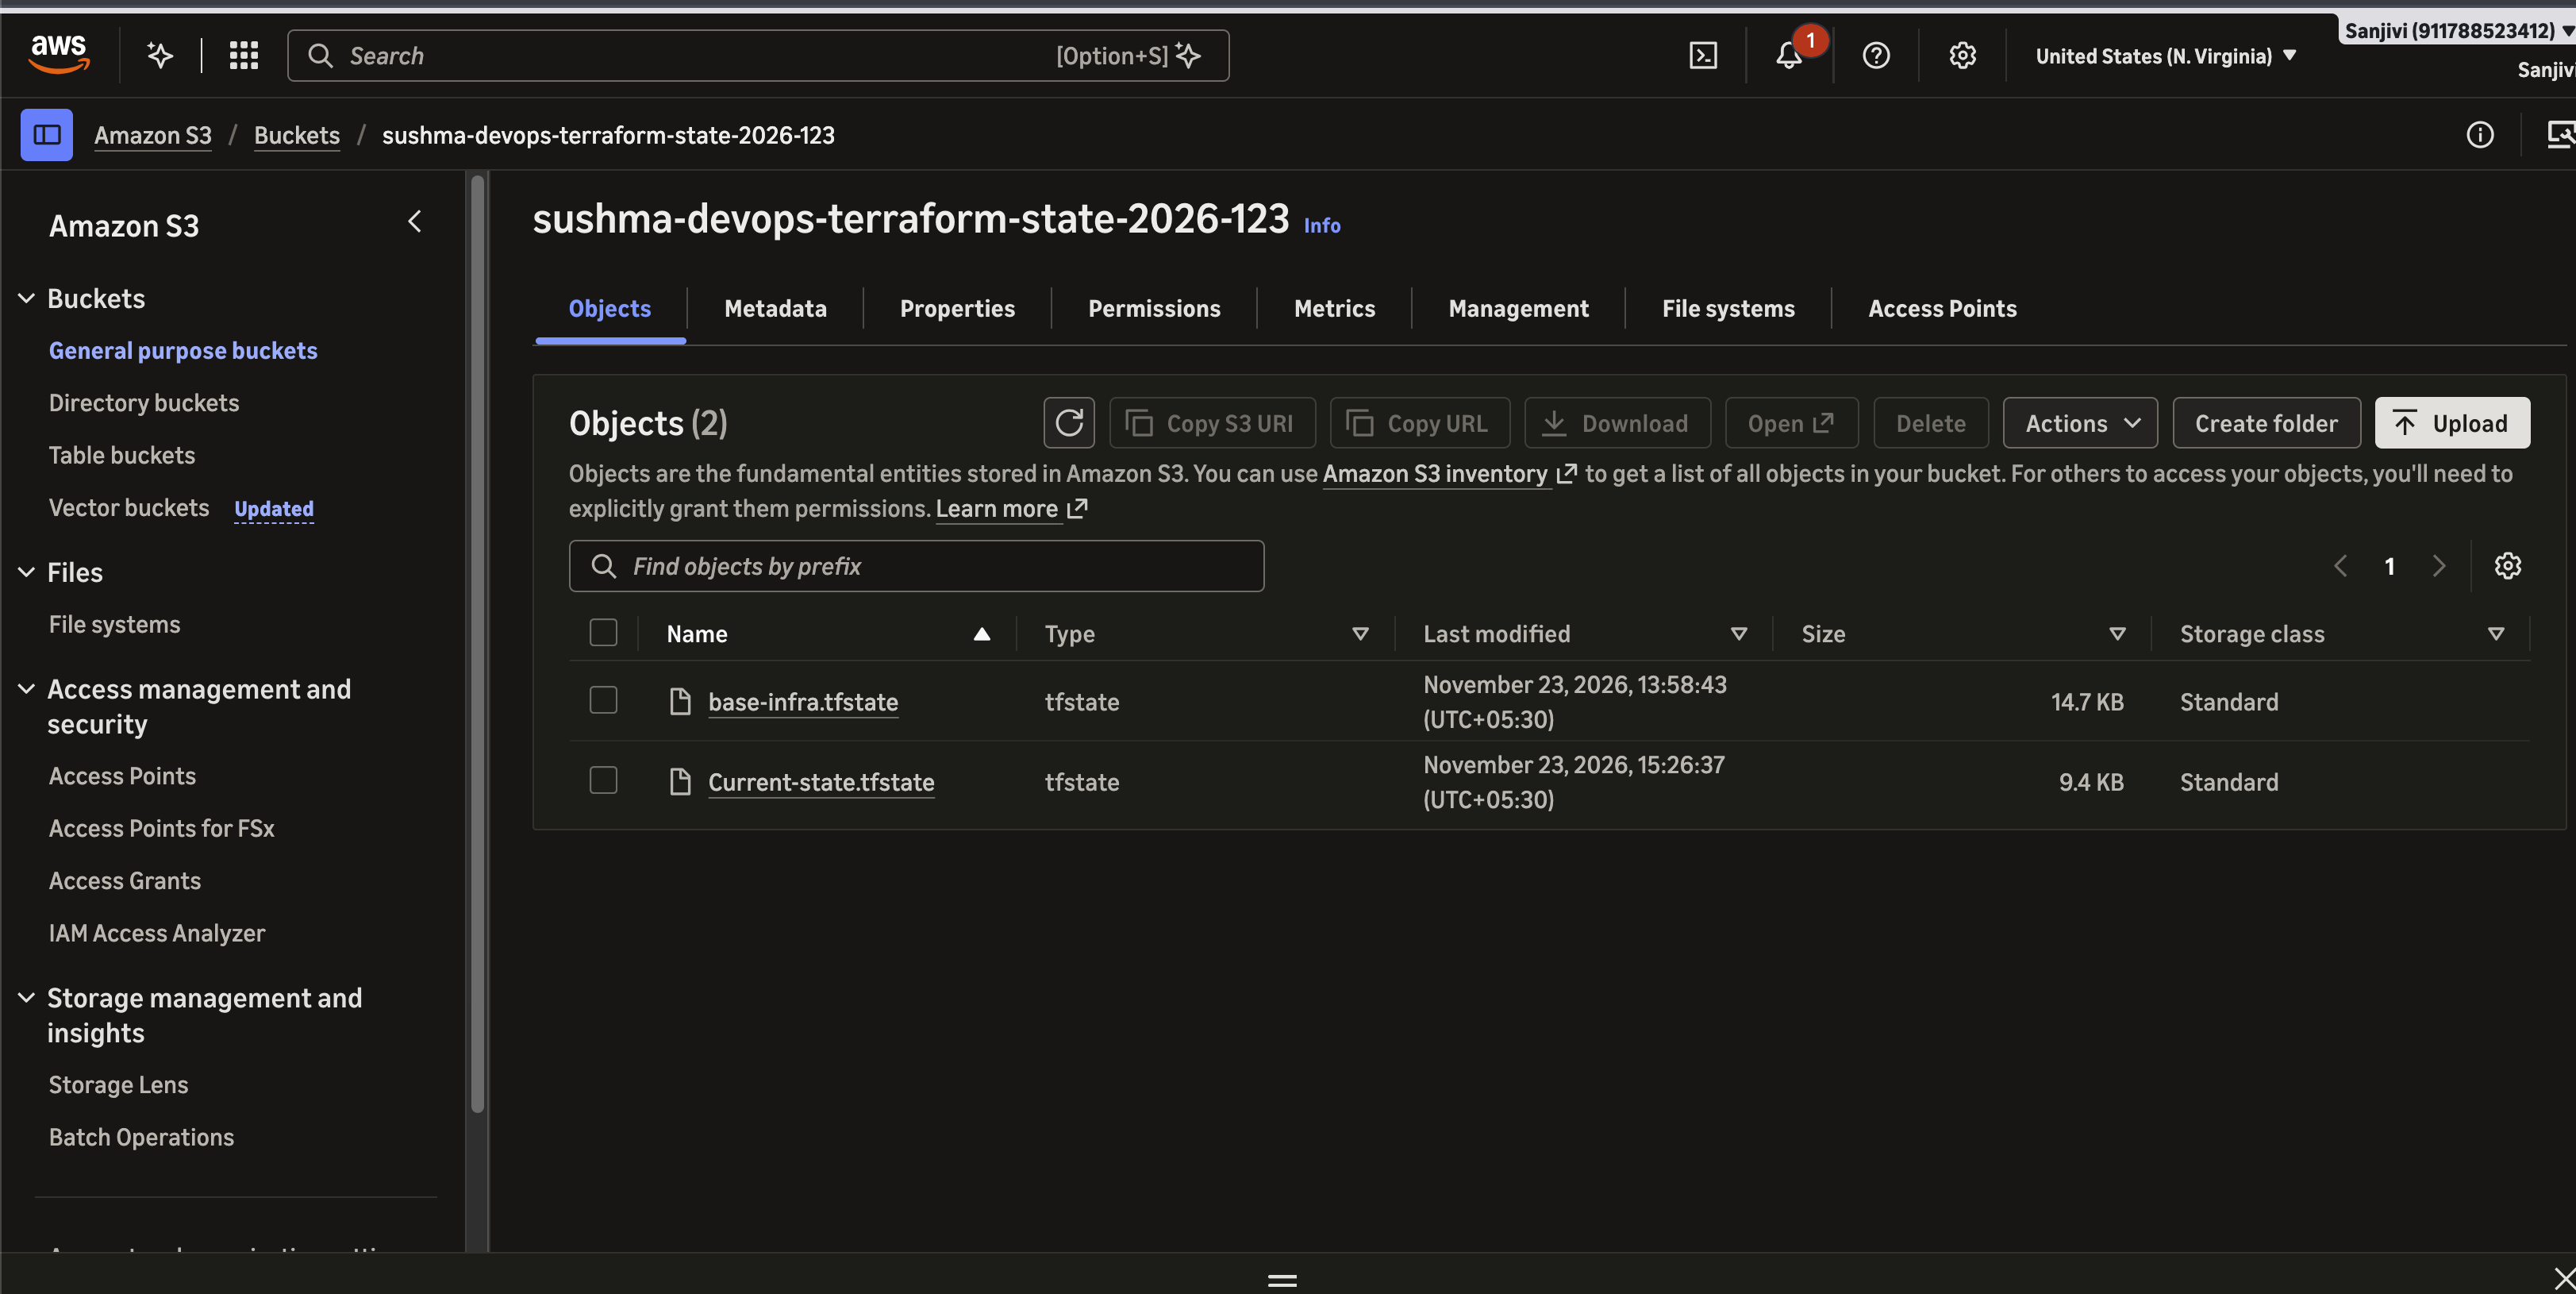 aws
Search
[Option+S]
1
United States (N. Virginia)
Sanjivi (911788523412)
Amazon S3 / Buckets / sushma-devops-terraform-state-2026-123
Amazon S3
Buckets
General purpose buckets
Directory buckets
Table buckets
Vector buckets Updated
Files
File systems
Access management and
security
Access Points
Access Points for FSx
Access Grants
IAM Access Analyzer
Storage management and
insights
Storage Lens
Batch Operations
sushma-devops-terraform-state-2026-123 Info
Objects Metadata Properties Permissions Metrics Management File systems Access Points
Objects (2)
Copy S3 URI Copy URL Download Open Delete Actions Create folder Upload
Objects are the fundamental entities stored in Amazon S3. You can use Amazon S3 inventory to get a list of all objects in your bucket. For others to access your objects, you'll need to
explicitly grant them permissions. Learn more
Find objects by prefix
1
Name Type Last modified Size Storage class
base-infra.tfstate tfstate November 23, 2026, 13:58:43 (UTC+05:30) 14.7 KB Standard
Current-state.tfstate tfstate November 23, 2026, 15:26:37 (UTC+05:30) 9.4 KB Standard